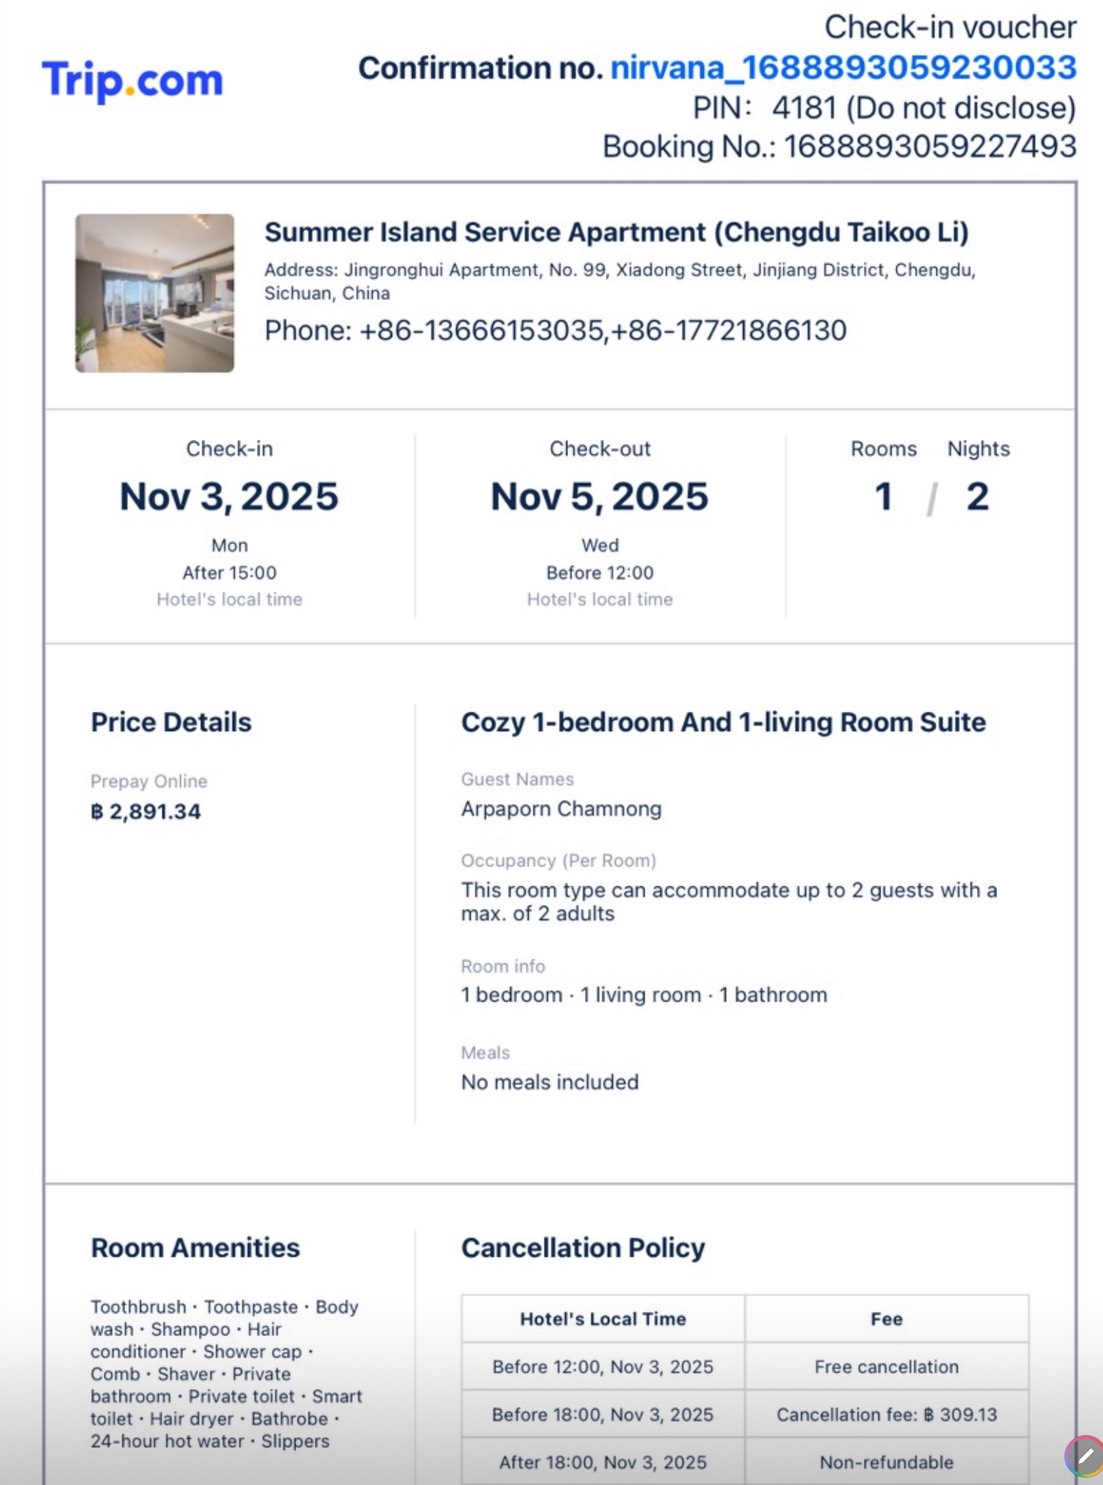 Check-in voucher
Trip.com
Confirmation no. nirvana_1688893059230033
PIN: 4181 (Do not disclose)
Booking No.: 1688893059227493
Summer Island Service Apartment (Chengdu Taikoo Li)
Address: Jingronghui Apartment, No. 99, Xiadong Street, Jinjiang District, Chengdu,
Sichuan, China
Phone: +86-13666153035,+86-17721866130
Check-in
Nov 3, 2025
Mon
After 15:00
Hotel's local time
Check-out
Nov 5, 2025
Wed
Before 12:00
Hotel's local time
Rooms Nights
1 / 2
Price Details
Prepay Online
฿ 2,891.34
Cozy 1-bedroom And 1-living Room Suite
Guest Names
Arpaporn Chamnong
Occupancy (Per Room)
This room type can accommodate up to 2 guests with a
max. of 2 adults
Room info
1 bedroom · 1 living room · 1 bathroom
Meals
No meals included
Room Amenities
Toothbrush · Toothpaste · Body
wash · Shampoo · Hair
conditioner · Shower cap ·
Comb · Shaver · Private
bathroom · Private toilet · Smart
toilet · Hair dryer · Bathrobe ·
24-hour hot water · Slippers
Cancellation Policy
Hotel's Local Time Fee
Before 12:00, Nov 3, 2025 Free cancellation
Before 18:00, Nov 3, 2025 Cancellation fee: ฿ 309.13
After 18:00, Nov 3, 2025 Non-refundable